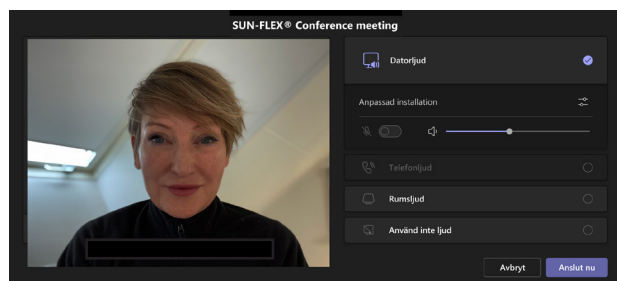 SUN-FLEX® Conference meeting
Datorljud
Anpassad installation
Telefonljud
Rumsljud
Använd inte ljud
Avbryt
Anslut nu